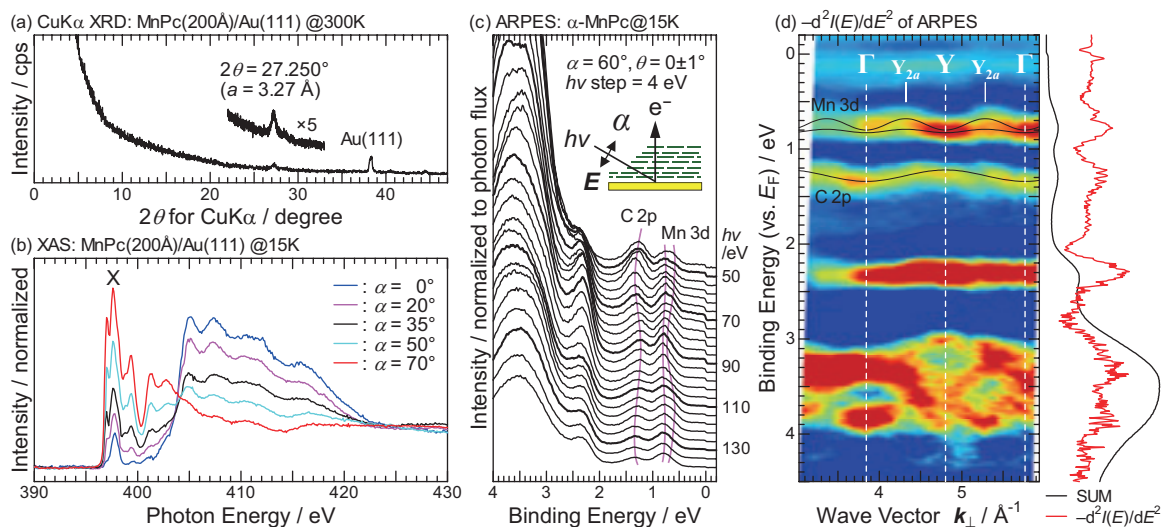 (a) CuKα XRD: MnPc(200Å)/Au(111) @300K
Intensity / cps
2θ = 27.250°
(a = 3.27 Å)
×5
Au(111)
0 10 20 30 40
2θ for CuKα / degree
(b) XAS: MnPc(200Å)/Au(111) @15K
Intensity / normalized
X
: α = 0°
: α = 20°
: α = 35°
: α = 50°
: α = 70°
390 400 410 420 430
Photon Energy / eV
(c) ARPES: α-MnPc@15K
Intensity / normalized to photon flux
α = 60°, θ = 0±1°
hν step = 4 eV
e−
α
hν
E
C 2p
Mn 3d
hν
/eV
50
70
90
110
130
4 3 2 1 0
Binding Energy / eV
(d) −d²I(E)/dE² of ARPES
Binding Energy (vs. EF) / eV
0
1
2
3
4
Γ Y2a Y Y2a Γ
Mn 3d
C 2p
4 5
Wave Vector k⊥ / Å-1
SUM
−d²I(E)/dE²